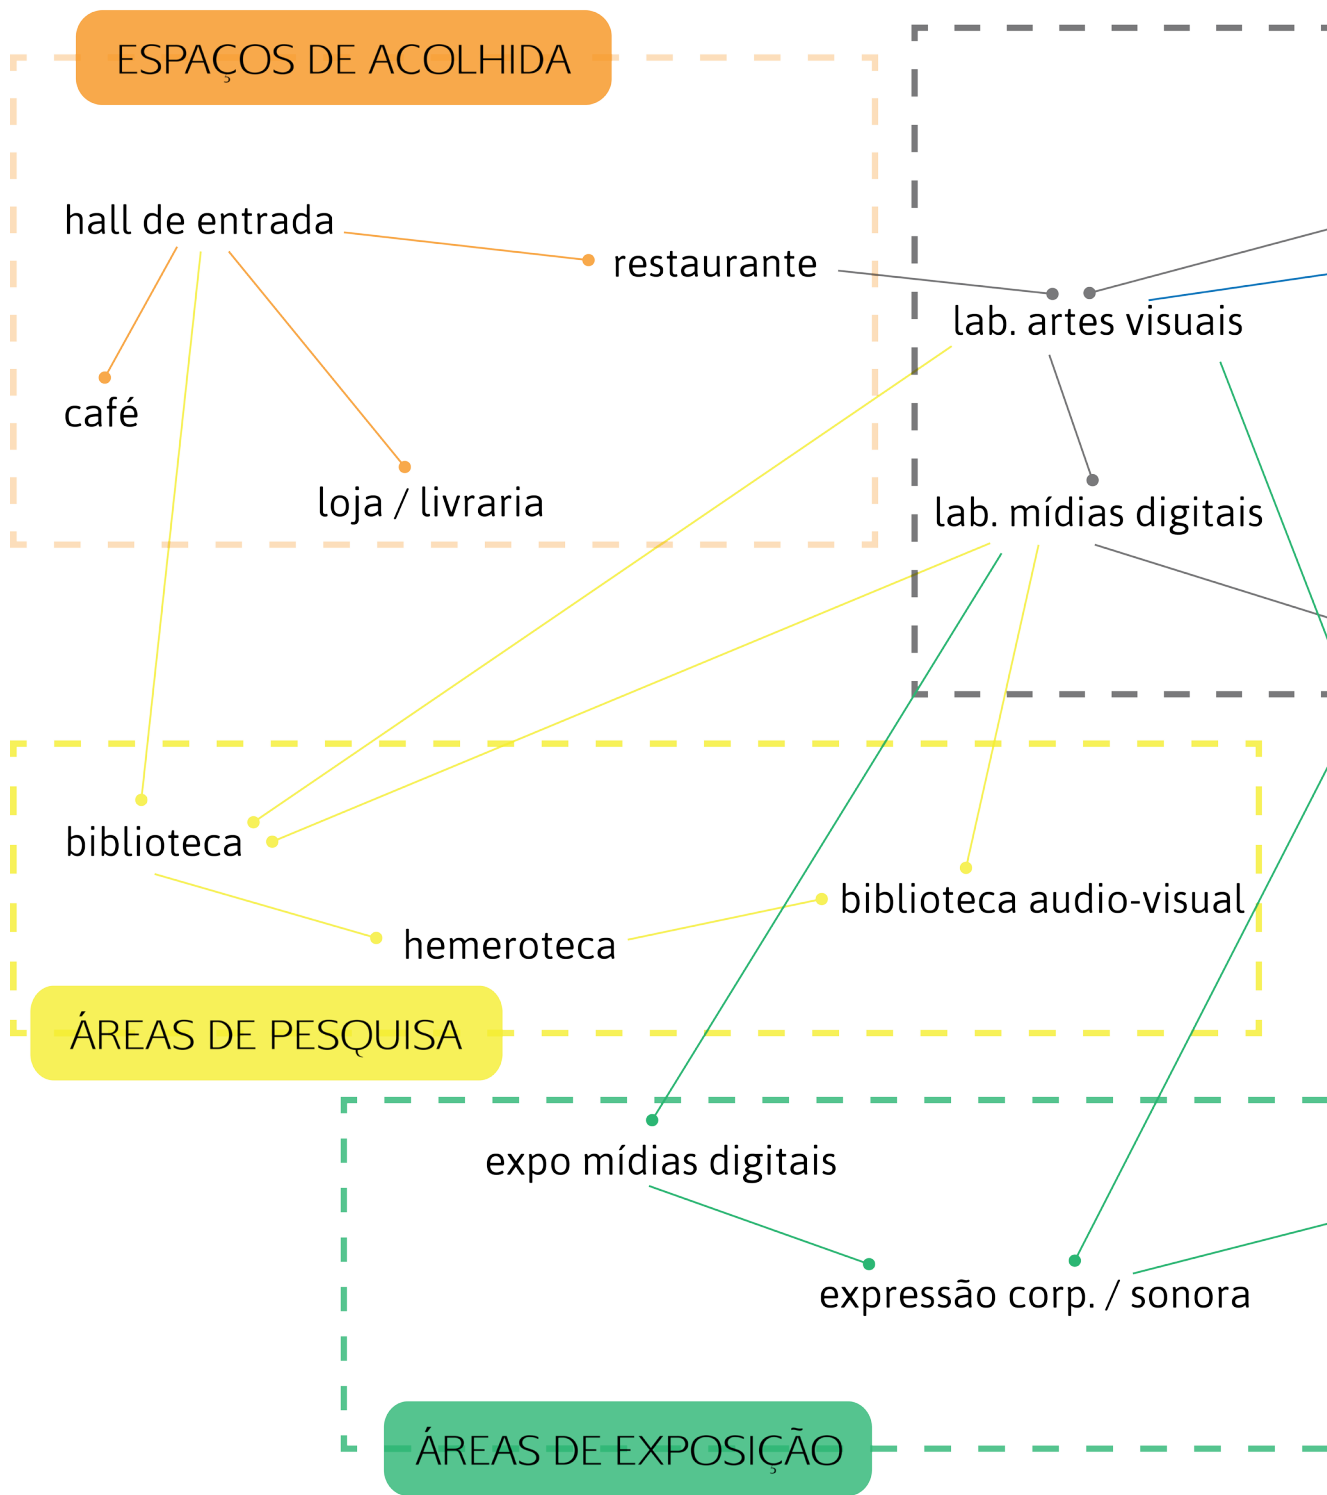 ESPAÇOS DE ACOLHIDA
hall de entrada
restaurante
lab. artes visuais
café
loja / livraria
lab. mídias digitais
biblioteca
biblioteca audio-visual
hemeroteca
ÁREAS DE PESQUISA
expo mídias digitais
expressão corp. / sonora
ÁREAS DE EXPOSIÇÃO